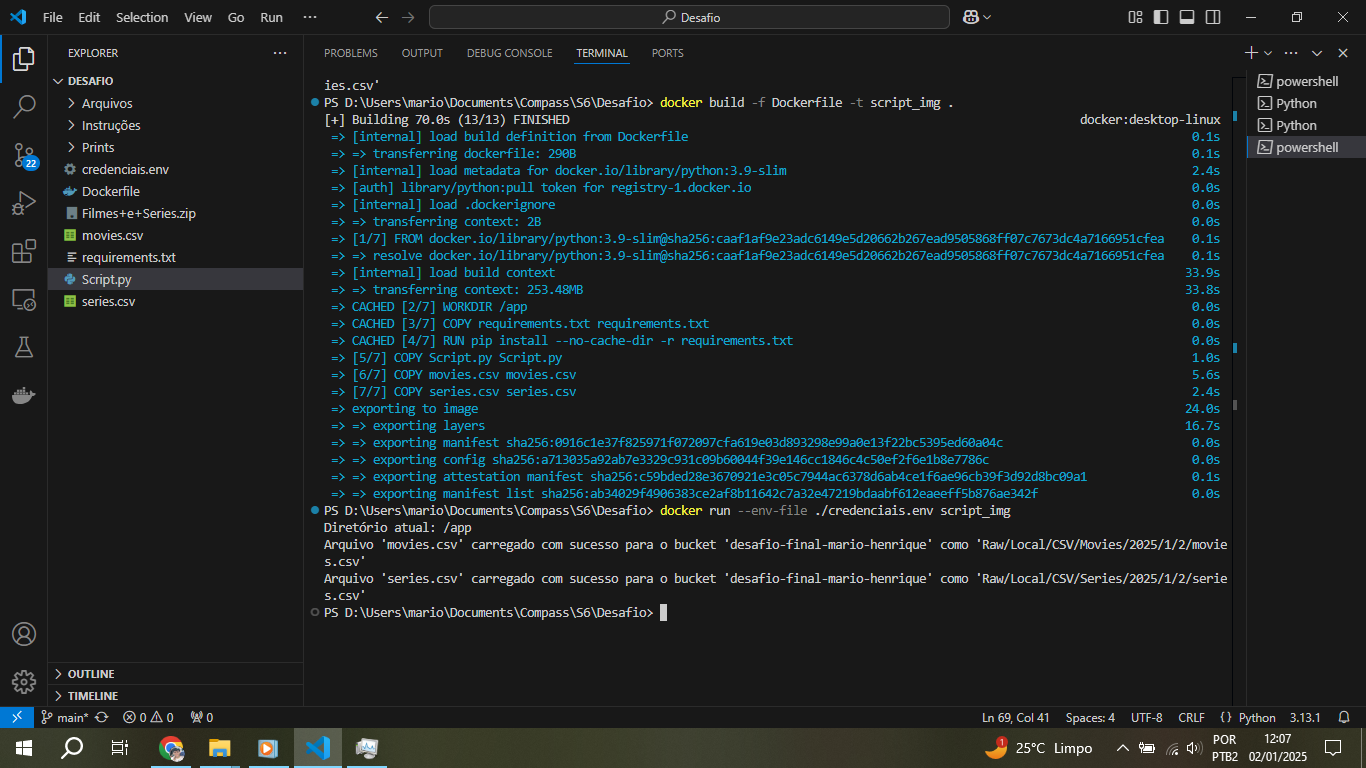 File Edit Selection View Go Run ··· Desafio
EXPLORER ···
DESAFIO
Arquivos
Instruções
Prints
credenciais.env
Dockerfile
Filmes+e+Series.zip
movies.csv
requirements.txt
Script.py
series.csv
OUTLINE
TIMELINE
22
PROBLEMS OUTPUT DEBUG CONSOLE TERMINAL PORTS
ies.csv'
PS D:\Users\mario\Documents\Compass\S6\Desafio> docker build -f Dockerfile -t script_img .
[+] Building 70.0s (13/13) FINISHED docker:desktop-linux
=> [internal] load build definition from Dockerfile 0.1s
=> => transferring dockerfile: 290B 0.1s
=> [internal] load metadata for docker.io/library/python:3.9-slim 2.4s
=> [auth] library/python:pull token for registry-1.docker.io 0.0s
=> [internal] load .dockerignore 0.0s
=> => transferring context: 2B 0.0s
=> [1/7] FROM docker.io/library/python:3.9-slim@sha256:caaf1af9e23adc6149e5d20662b267ead9505868ff07c7673dc4a7166951cfea 0.1s
=> => resolve docker.io/library/python:3.9-slim@sha256:caaf1af9e23adc6149e5d20662b267ead9505868ff07c7673dc4a7166951cfea 0.1s
=> [internal] load build context 33.9s
=> => transferring context: 253.48MB 33.8s
=> CACHED [2/7] WORKDIR /app 0.0s
=> CACHED [3/7] COPY requirements.txt requirements.txt 0.0s
=> CACHED [4/7] RUN pip install --no-cache-dir -r requirements.txt 0.0s
=> [5/7] COPY Script.py Script.py 1.0s
=> [6/7] COPY movies.csv movies.csv 5.6s
=> [7/7] COPY series.csv series.csv 2.4s
=> exporting to image 24.0s
=> => exporting layers 16.7s
=> => exporting manifest sha256:0916c1e37f825971f072097cfa619e03d893298e99a0e13f22bc5395ed60a04c 0.0s
=> => exporting config sha256:a713035a92ab7e3329c931c09b60044f39e146cc1846c4c50ef2f6e1b8e7786c 0.0s
=> => exporting attestation manifest sha256:c59bded28e3670921e3c05c7944ac6378d6ab4ce1f6ae96cb39f3d92d8bc09a1 0.1s
=> => exporting manifest list sha256:ab34029f4906383ce2af8b11642c7a32e47219bdaabf612eaeeff5b876ae342f 0.0s
PS D:\Users\mario\Documents\Compass\S6\Desafio> docker run --env-file ./credenciais.env script_img
Diretório atual: /app
Arquivo 'movies.csv' carregado com sucesso para o bucket 'desafio-final-mario-henrique' como 'Raw/Local/CSV/Movies/2025/1/2/movie
s.csv'
Arquivo 'series.csv' carregado com sucesso para o bucket 'desafio-final-mario-henrique' como 'Raw/Local/CSV/Series/2025/1/2/serie
s.csv'
PS D:\Users\mario\Documents\Compass\S6\Desafio>
powershell
Python
Python
powershell
main* 0 0 0 Ln 69, Col 41 Spaces: 4 UTF-8 CRLF { } Python 3.13.1
1 25°C Limpo POR 12:07
PTB2 02/01/2025